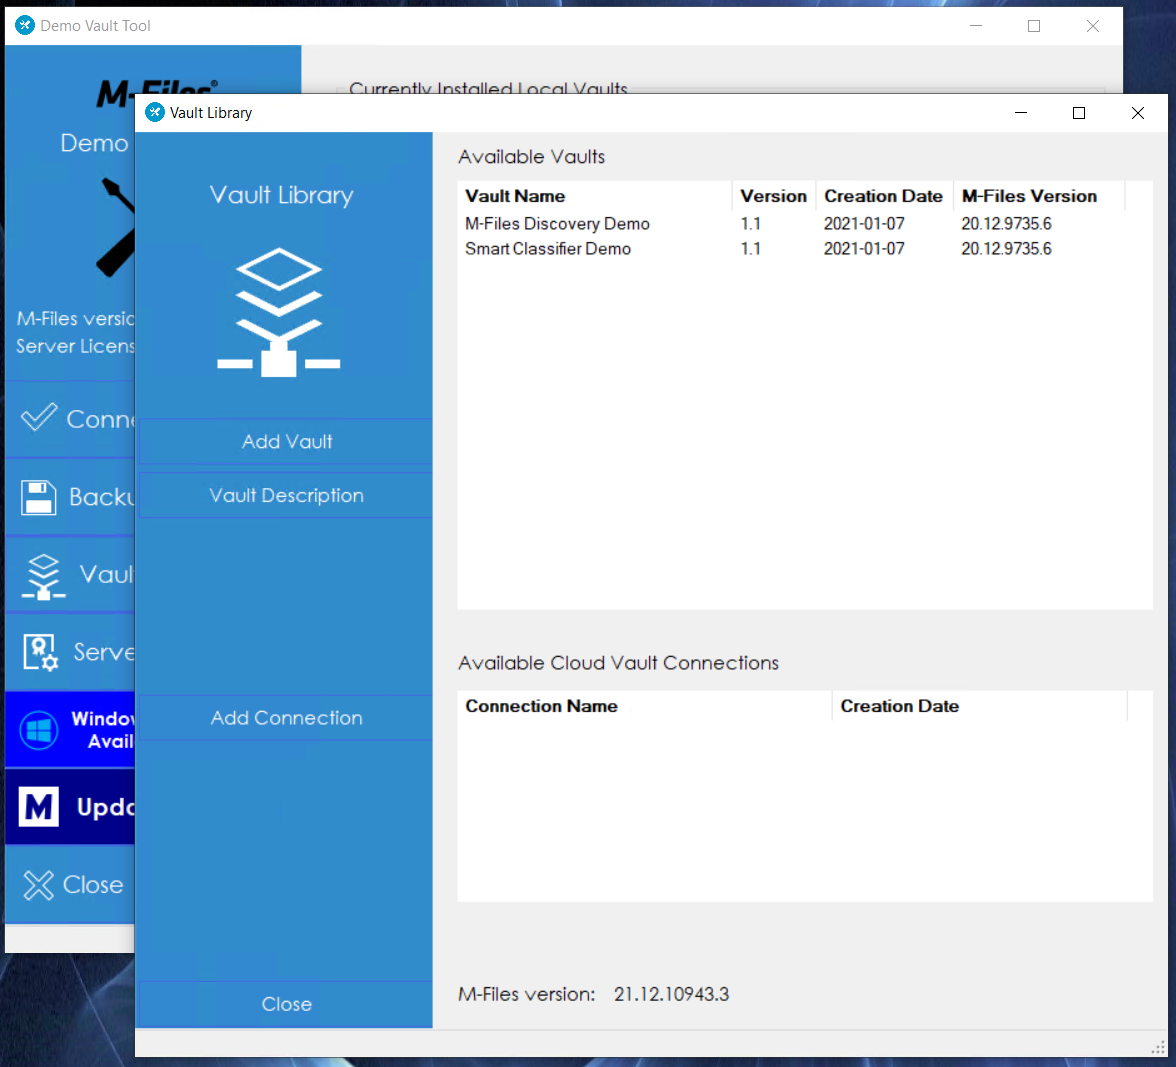 Demo Vault Tool
M-Files®
Demo
Currently Installed Local Vaults
M-Files versio
Server Licens
Conne
Backu
Vaul
Serve
Windov
Avail
M Upda
Close
Vault Library
Vault Library
Add Vault
Vault Description
Add Connection
Close
Available Vaults
Vault Name Version Creation Date M-Files Version
M-Files Discovery Demo 1.1 2021-01-07 20.12.9735.6
Smart Classifier Demo 1.1 2021-01-07 20.12.9735.6
Available Cloud Vault Connections
Connection Name Creation Date
M-Files version: 21.12.10943.3